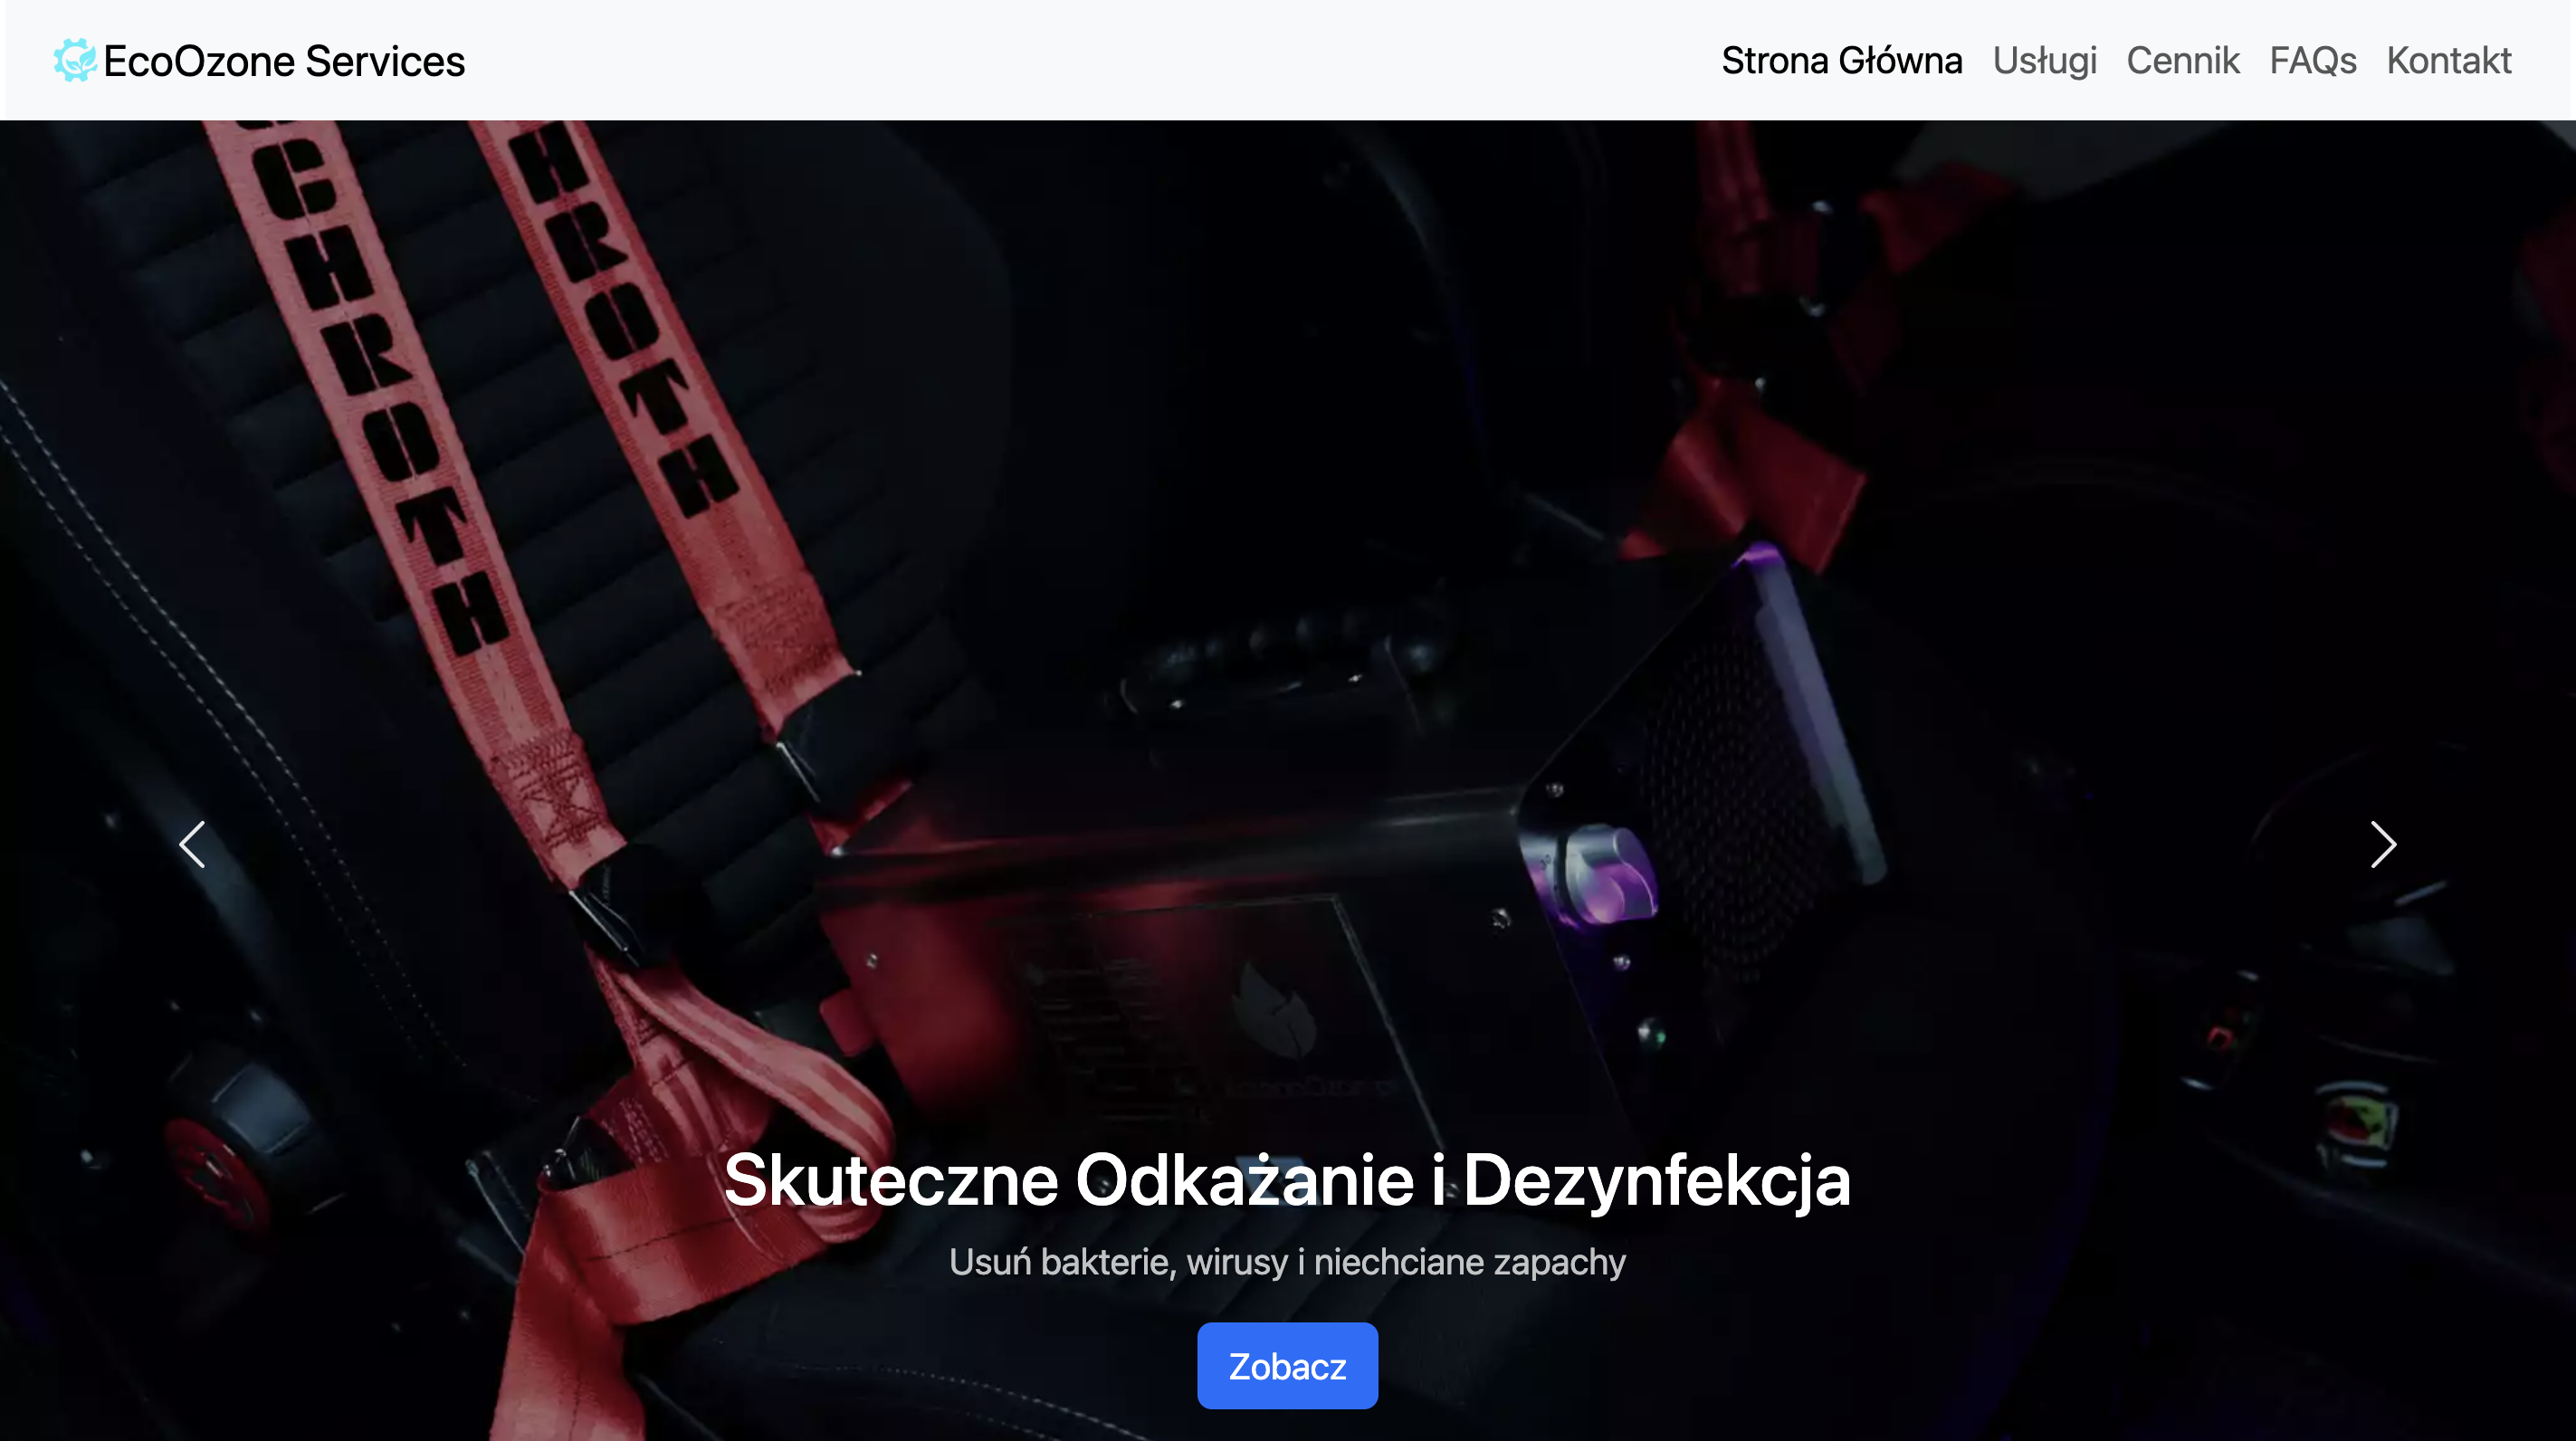 EcoOzone Services
Strona Główna Usługi Cennik FAQs Kontakt
CHROTH
HROTH
Skuteczne Odkażanie i Dezynfekcja
Usuń bakterie, wirusy i niechciane zapachy
Zobacz